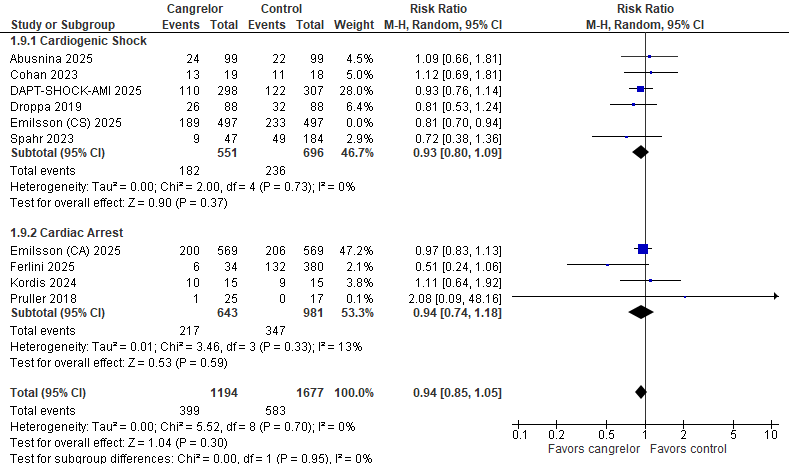 Cangrelor Control Risk Ratio Risk Ratio
Study or Subgroup Events Total Events Total Weight M-H, Random, 95% CI M-H, Random, 95% CI
1.9.1 Cardiogenic Shock
Abusnina 2025 24 99 22 99 4.5% 1.09 [0.66, 1.81]
Cohan 2023 13 19 11 18 5.0% 1.12 [0.69, 1.81]
DAPT-SHOCK-AMI 2025 110 298 122 307 28.0% 0.93 [0.76, 1.14]
Droppa 2019 26 88 32 88 6.4% 0.81 [0.53, 1.24]
Emilsson (CS) 2025 189 497 233 497 0.0% 0.81 [0.70, 0.94]
Spahr 2023 9 47 49 184 2.9% 0.72 [0.38, 1.36]
Subtotal (95% CI) 551 696 46.7% 0.93 [0.80, 1.09]
Total events 182 236
Heterogeneity: Tau² = 0.00; Chi² = 2.00, df = 4 (P = 0.73); I² = 0%
Test for overall effect: Z = 0.90 (P = 0.37)
1.9.2 Cardiac Arrest
Emilsson (CA) 2025 200 569 206 569 47.2% 0.97 [0.83, 1.13]
Ferlini 2025 6 34 132 380 2.1% 0.51 [0.24, 1.06]
Kordis 2024 10 15 9 15 3.8% 1.11 [0.64, 1.92]
Pruller 2018 1 25 0 17 0.1% 2.08 [0.09, 48.16]
Subtotal (95% CI) 643 981 53.3% 0.94 [0.74, 1.18]
Total events 217 347
Heterogeneity: Tau² = 0.01; Chi² = 3.46, df = 3 (P = 0.33); I² = 13%
Test for overall effect: Z = 0.53 (P = 0.59)
Total (95% CI) 1194 1677 100.0% 0.94 [0.85, 1.05]
Total events 399 583
Heterogeneity: Tau² = 0.00; Chi² = 5.52, df = 8 (P = 0.70); I² = 0%
Test for overall effect: Z = 1.04 (P = 0.30)
Test for subgroup differences: Chi² = 0.00, df = 1 (P = 0.95), I² = 0%
0.1 0.2 0.5 1 2 5 10
Favors cangrelor Favors control